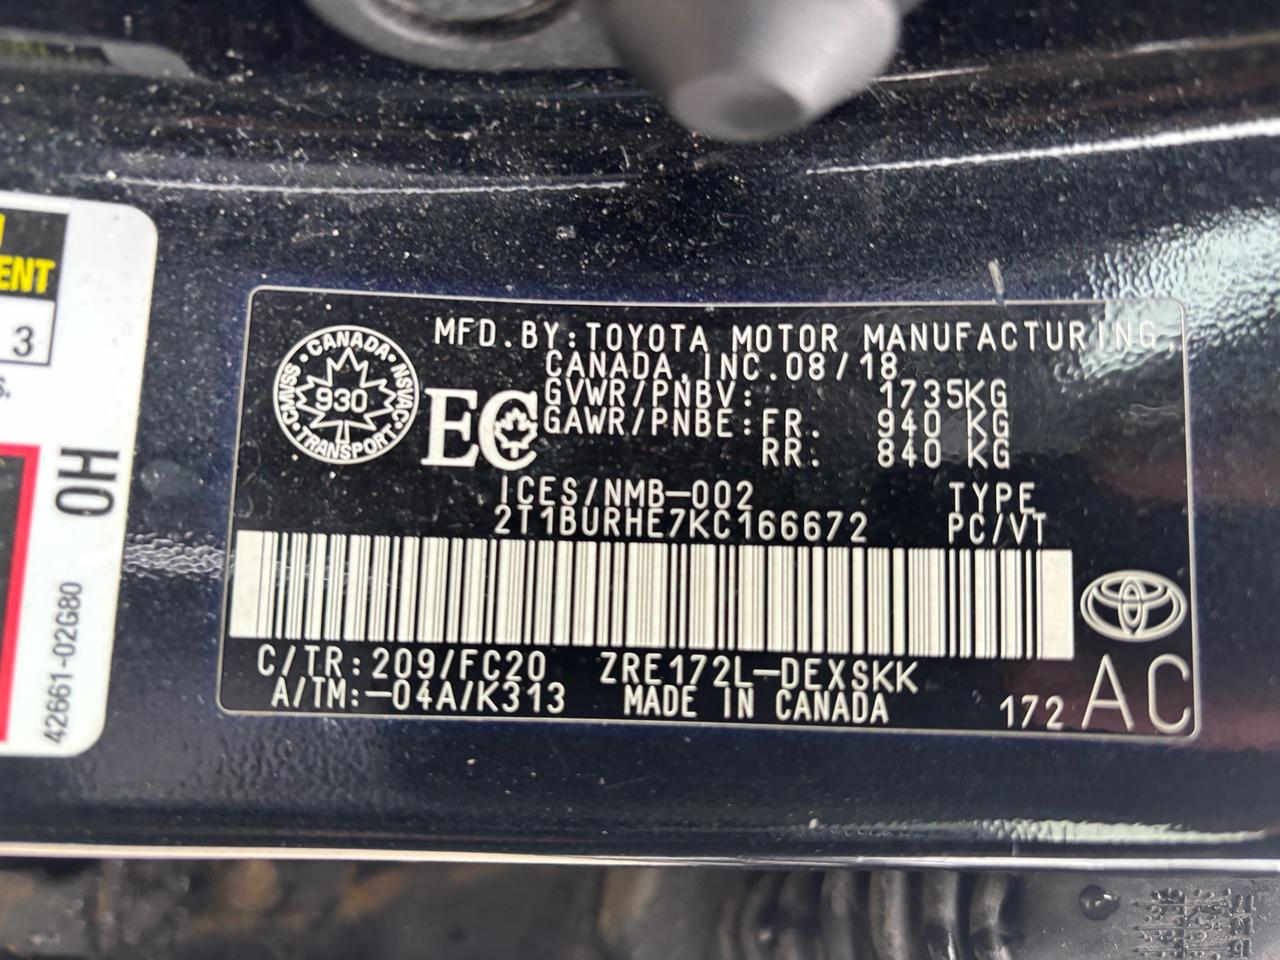 ENT
3
s.
OH
42661-02G80
CANADA
CMVSS
NSVAC
930
TRANSPORT
EC
MFD.BY:TOYOTA MOTOR MANUFACTURING,
CANADA,INC.08/18
GVWR/PNBV: 1735KG
GAWR/PNBE:FR. 940 KG
RR. 840 KG
ICES/NMB-002
TYPE
2T1BURHE7KC166672
PC/VT
C/TR:209/FC20 ZRE172L-DEXSKK
A/TM:-04A/K313 MADE IN CANADA
172 AC